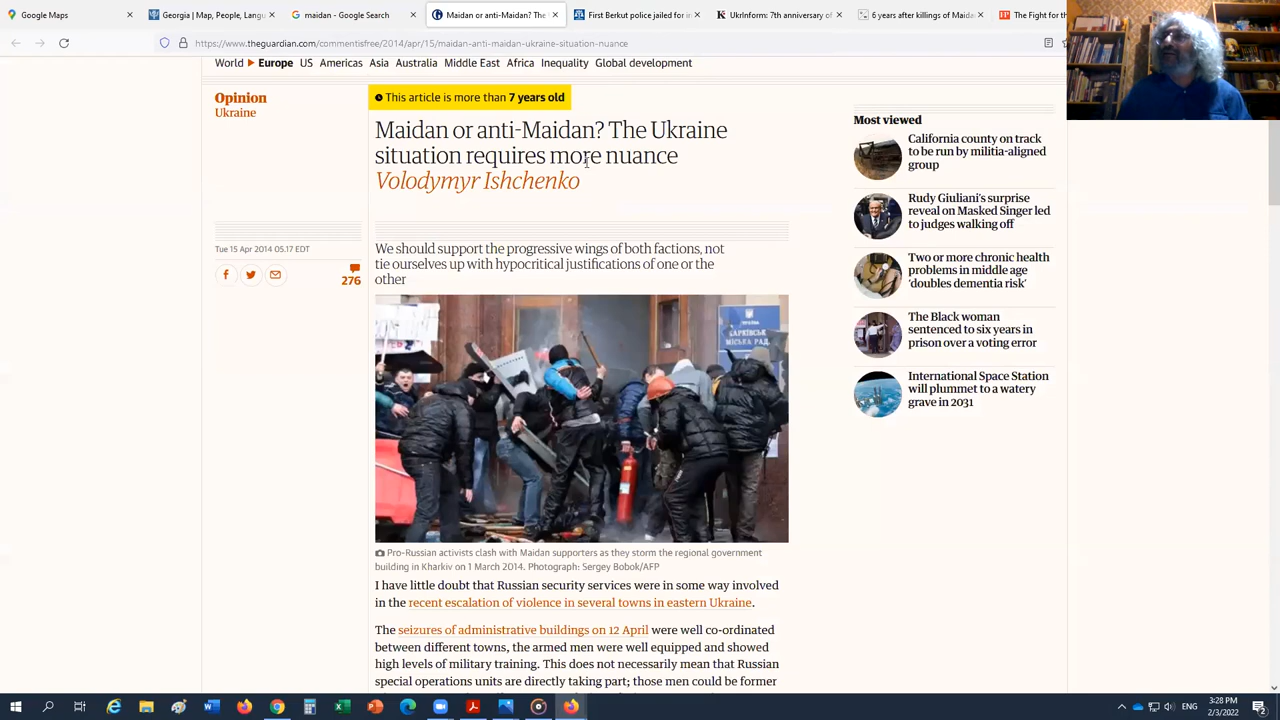 Google Maps
Georgia | Map, People, Langu
maidan - Google Search
Maidan or anti-Maidan? The
First Berkut police jailed for in
UkrInform: 7th anniversary o
6 years after killings of Maida
The Fight for th
https://www.theguardian.com/commentisfree/2014/apr/15/maidan-anti-maidan-ukraine-situation-nuance
World Europe US Americas Asia Australia Middle East Africa Inequality Global development
Opinion
Ukraine
This article is more than 7 years old
Maidan or anti-Maidan? The Ukraine
situation requires more nuance
Volodymyr Ishchenko
Tue 15 Apr 2014 05.17 EDT
276
We should support the progressive wings of both factions, not
tie ourselves up with hypocritical justifications of one or the
other
УКРАЇНА
ХАРКІВСЬК
МІСЬКА РАД
Pro-Russian activists clash with Maidan supporters as they storm the regional government
building in Kharkiv on 1 March 2014. Photograph: Sergey Bobok/AFP
I have little doubt that Russian security services were in some way involved
in the recent escalation of violence in several towns in eastern Ukraine.
The seizures of administrative buildings on 12 April were well co-ordinated
between different towns, the armed men were well equipped and showed
high levels of military training. This does not necessarily mean that Russian
special operations units are directly taking part; those men could be former
Most viewed
California county on track
to be run by militia-aligned
group
Rudy Giuliani's surprise
reveal on Masked Singer led
to judges walking off
Two or more chronic health
problems in middle age
'doubles dementia risk'
The Black woman
sentenced to six years in
prison over a voting error
International Space Station
will plummet to a watery
grave in 2031
ENG
3:28 PM
2/3/2022